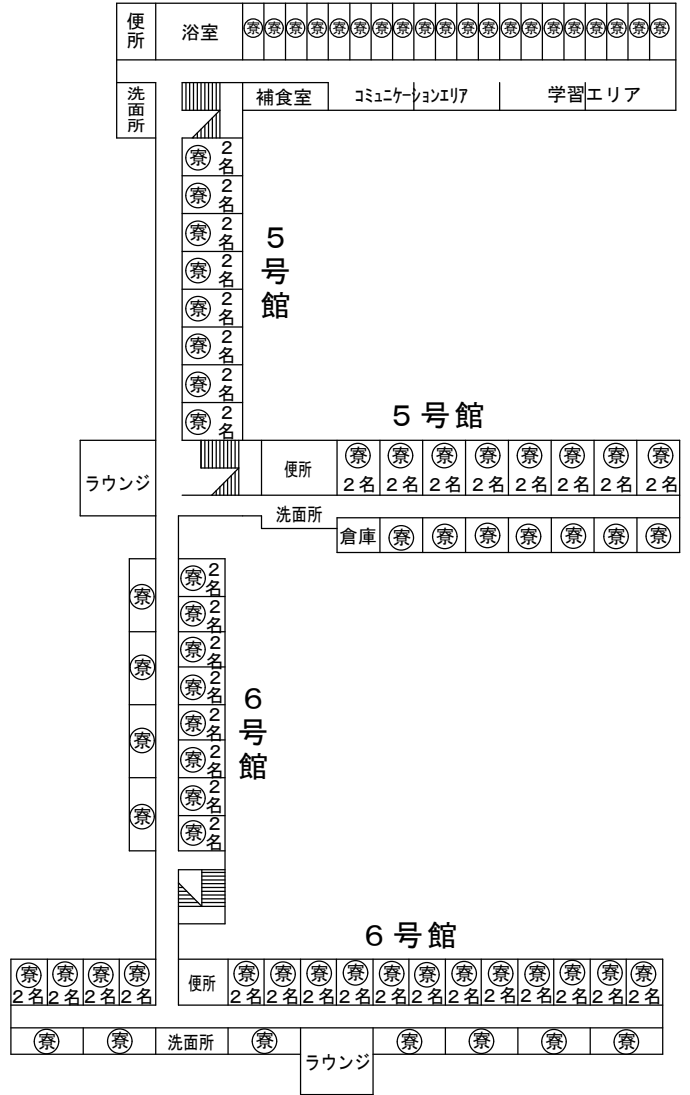 便所
浴室
寮 寮 寮 寮 寮 寮 寮 寮 寮 寮 寮 寮 寮 寮 寮 寮 寮 寮 寮 寮
洗面所
補食室 コミュニケーションエリア 学習エリア
寮 2名
寮 2名
寮 2名
寮 2名
寮 2名
寮 2名
寮 2名
寮 2名
5号館
5号館
ラウンジ
便所
寮 寮 寮 寮 寮 寮 寮 寮
2名 2名 2名 2名 2名 2名 2名 2名
洗面所
倉庫 寮 寮 寮 寮 寮 寮 寮
寮
寮
寮
寮
寮 2名
寮 2名
寮 2名
寮 2名
寮 2名
寮 2名
寮 2名
寮 2名
6号館
6号館
寮 寮 寮 寮
2名 2名 2名 2名
便所
寮 寮 寮 寮 寮 寮 寮 寮 寮 寮 寮 寮
2名 2名 2名 2名 2名 2名 2名 2名 2名 2名 2名 2名
寮 寮 洗面所 寮 ラウンジ 寮 寮 寮 寮